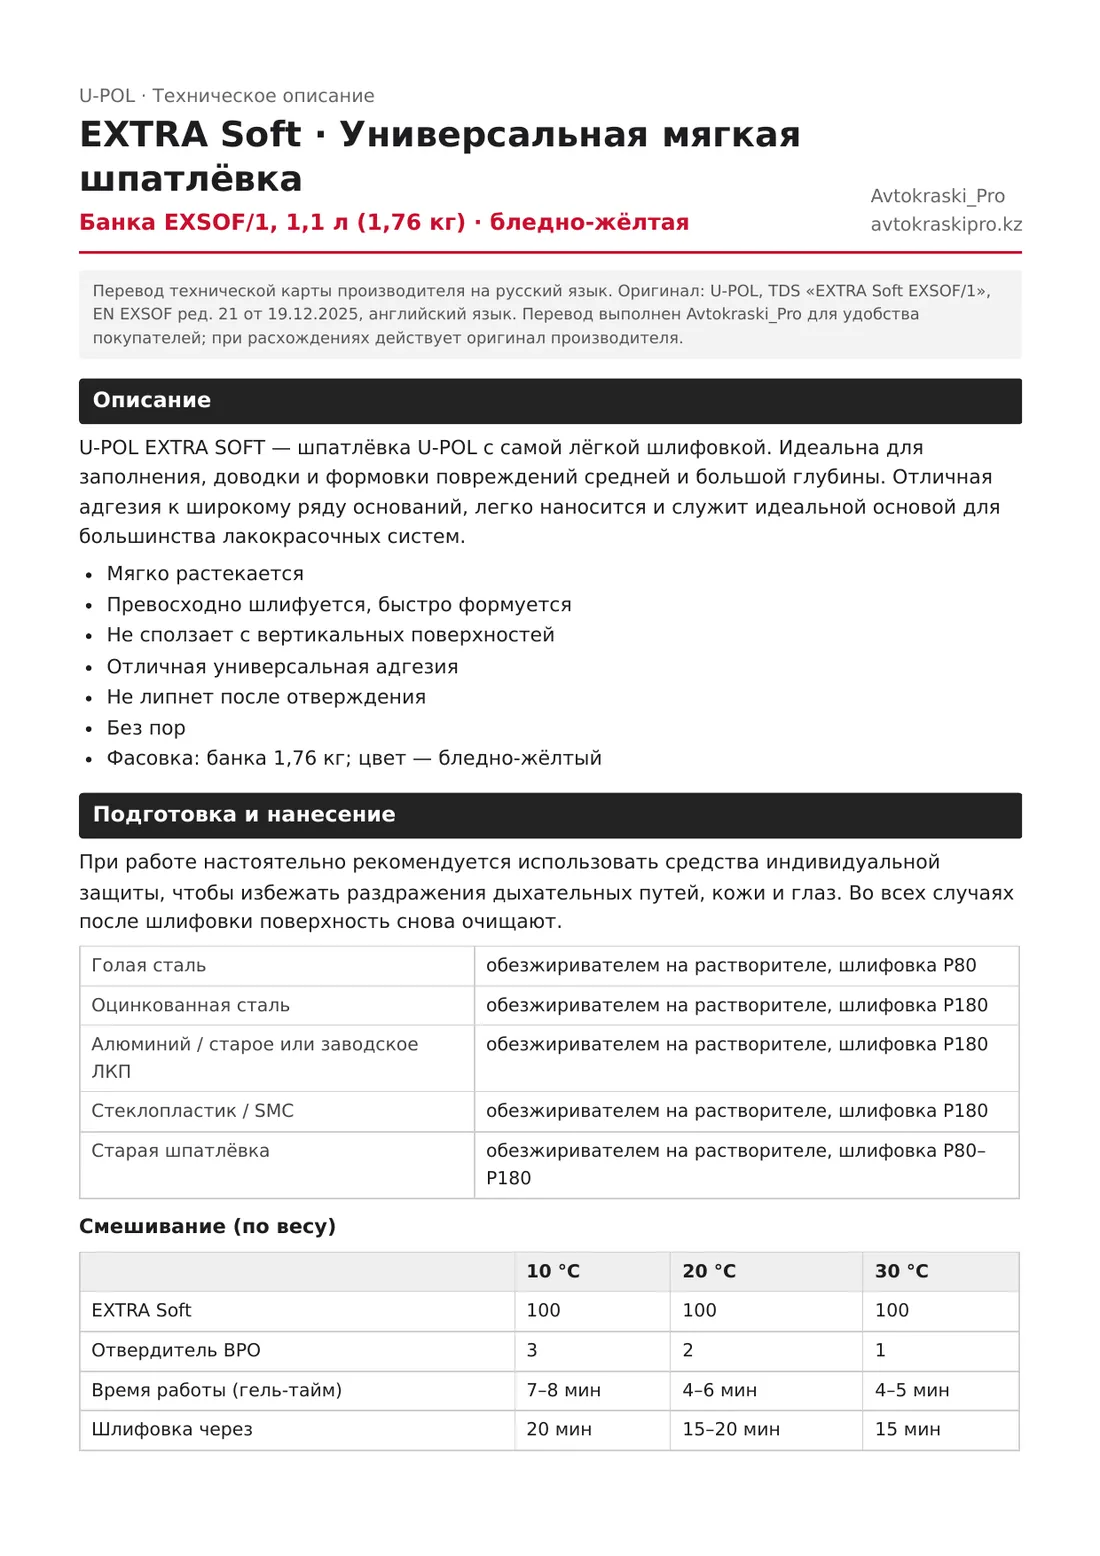 U-POL · Техническое описание
EXTRA Soft · Универсальная мягкая
шпатлёвка
Банка EXSOF/1, 1,1 л (1,76 кг) · бледно-жёлтая
Avtokraski_Pro
avtokraskipro.kz
Перевод технической карты производителя на русский язык. Оригинал: U-POL, TDS «EXTRA Soft EXSOF/1»,
EN EXSOF ред. 21 от 19.12.2025, английский язык. Перевод выполнен Avtokraski_Pro для удобства
покупателей; при расхождениях действует оригинал производителя.
Описание
U-POL EXTRA SOFT — шпатлёвка U-POL с самой лёгкой шлифовкой. Идеальна для
заполнения, доводки и формовки повреждений средней и большой глубины. Отличная
адгезия к широкому ряду оснований, легко наносится и служит идеальной основой для
большинства лакокрасочных систем.
• Мягко растекается
• Превосходно шлифуется, быстро формуется
• Не сползает с вертикальных поверхностей
• Отличная универсальная адгезия
• Не липнет после отверждения
• Без пор
• Фасовка: банка 1,76 кг; цвет — бледно-жёлтый
Подготовка и нанесение
При работе настоятельно рекомендуется использовать средства индивидуальной
защиты, чтобы избежать раздражения дыхательных путей, кожи и глаз. Во всех случаях
после шлифовки поверхность снова очищают.
Голая сталь обезжиривателем на растворителе, шлифовка P80
Оцинкованная сталь обезжиривателем на растворителе, шлифовка P180
Алюминий / старое или заводское обезжиривателем на растворителе, шлифовка P180
ЛКП
Стеклопластик / SMC обезжиривателем на растворителе, шлифовка P180
Старая шпатлёвка обезжиривателем на растворителе, шлифовка P80–
P180
Смешивание (по весу)
10 °C 20 °C 30 °C
EXTRA Soft 100 100 100
Отвердитель BPO 3 2 1
Время работы (гель-тайм) 7–8 мин 4–6 мин 4–5 мин
Шлифовка через 20 мин 15–20 мин 15 мин